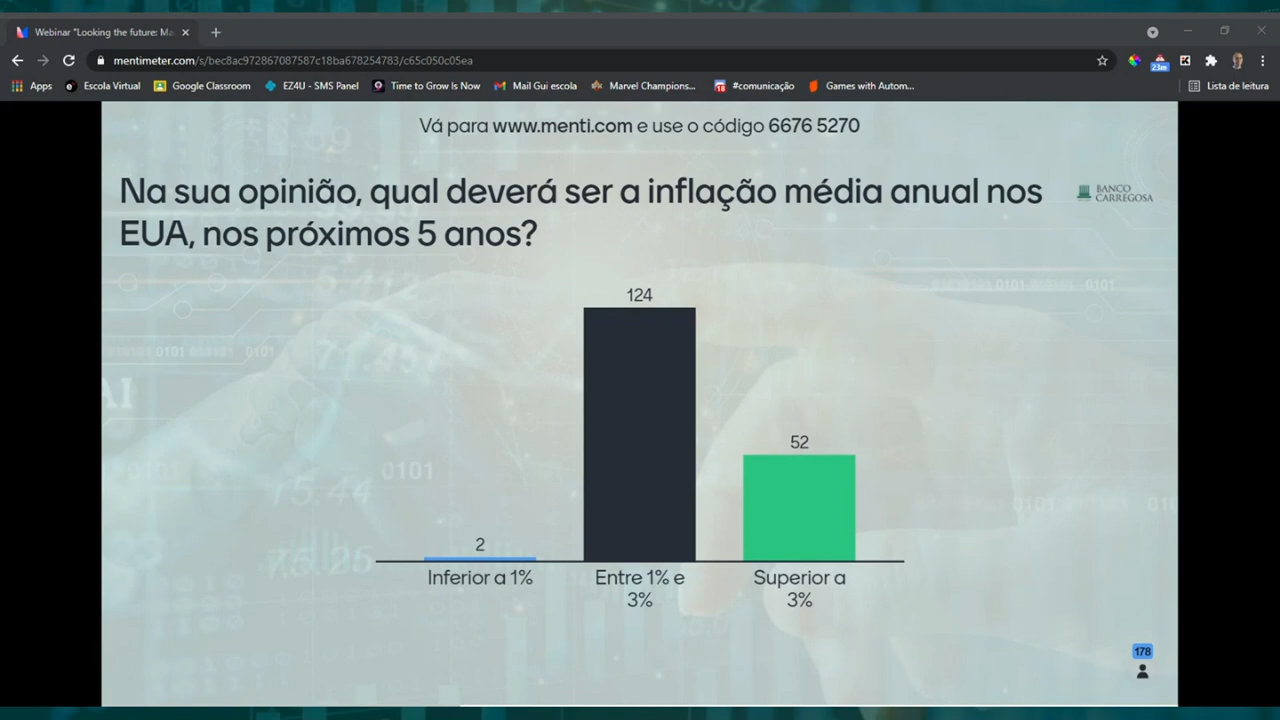 Webinar "Looking the future: Ma
mentimeter.com/s/bec8ac972867087587c18ba678254783/c65c050c05ea
23m
Apps
Escola Virtual
Google Classroom
EZ4U - SMS Panel
Time to Grow Is Now
Mail Gui escola
Marvel Champions...
#comunicação
Games with Autom...
Lista de leitura
Vá para www.menti.com e use o código 6676 5270
Na sua opinião, qual deverá ser a inflação média anual nos
EUA, nos próximos 5 anos?
BANCO
CARREGOSA
124
52
2
Inferior a 1%
Entre 1% e
3%
Superior a
3%
178